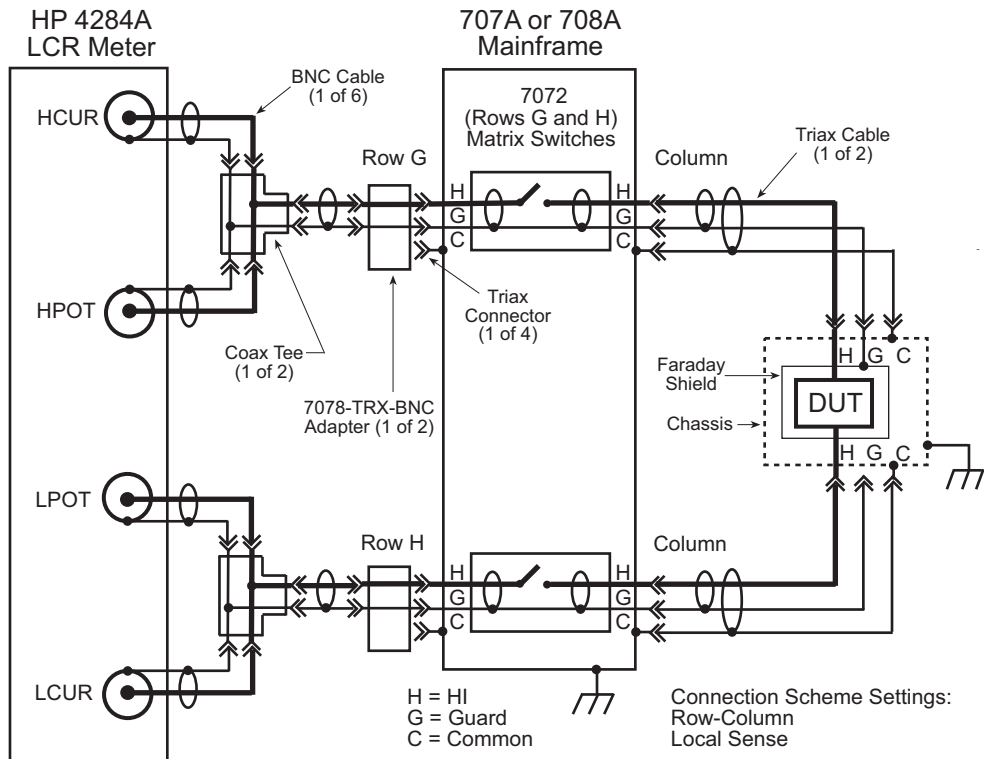 HP 4284A
LCR Meter
707A or 708A
Mainframe
BNC Cable
(1 of 6)
HCUR
7072
(Rows G and H)
Matrix Switches
Triax Cable
(1 of 2)
Row G
Column
H
G
C
H
G
C
HPOT
Triax
Connector
(1 of 4)
Coax Tee
(1 of 2)
7078-TRX-BNC
Adapter (1 of 2)
H G C
Faraday
Shield
DUT
Chassis
H G C
LPOT
Row H
Column
H
G
C
H
G
C
LCUR
H = HI
G = Guard
C = Common
Connection Scheme Settings:
Row-Column
Local Sense